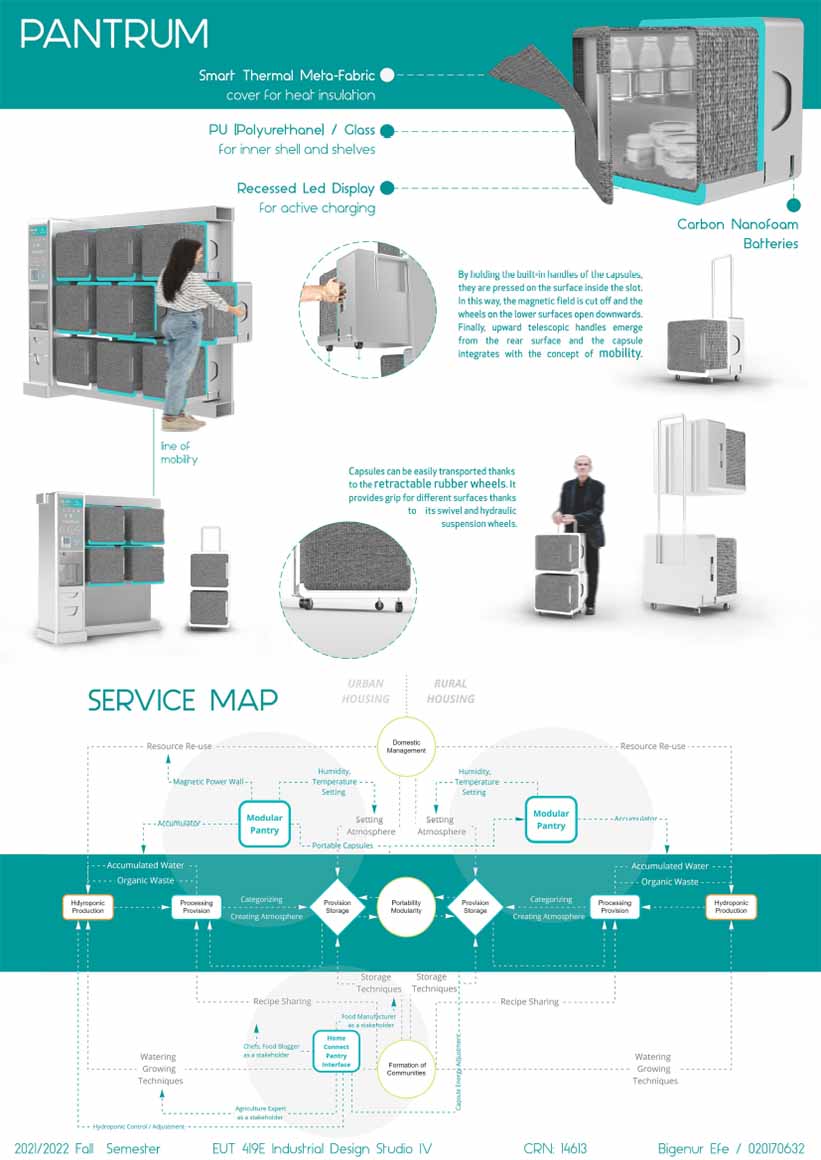 PANTRUM
Smart Thermal Meta-Fabric
cover for heat insulation
PU (Polyurethane) / Glass
for inner shell and shelves
Recessed Led Display
for active charging
Carbon Nanofoam
Batteries
By holding the built-in handles of the capsules,
they are pressed on the surface inside the slot.
In this way, the magnetic field is cut off and the
wheels on the lower surfaces open downwards.
Finally, upward telescopic handles emerge
from the rear surface and the capsule
integrates with the concept of mobility.
line of
mobility
Capsules can be easily transported thanks
to the retractable rubber wheels. It
provides grip for different surfaces thanks
to its swivel and hydraulic
suspension wheels.
SERVICE MAP
URBAN
HOUSING
RURAL
HOUSING
Domestic
Management
Resource Re-use
Resource Re-use
Magnetic Power Wall
Humidity,
Temperature
Setting
Humidity,
Temperature
Setting
Modular
Pantry
Modular
Pantry
Accumulator
Accumulator
Setting
Atmosphere
Setting
Atmosphere
Portable Capsules
Accumulated Water
Organic Waste
Accumulated Water
Organic Waste
Hdyroponic
Production
Processing
Provision
Categorizing
Creating Atmosphere
Provision
Storage
Portability
Modularity
Provision
Storage
Categorizing
Creating Atmosphere
Processing
Provision
Hydroponic
Production
Storage
Techniques
Storage
Techniques
Recipe Sharing
Recipe Sharing
Food Manufacturer
as a stakeholder
Chefs, Food Blogger
as a stakeholder
Home
Connect
Pantry
Interface
Formation of
Communities
Capsule Energy Adjustment
Watering
Growing
Techniques
Watering
Growing
Techniques
Agriculture Expert
as a stakeholder
Hydroponic Control / Adjustment
2021/2022 Fall Semester
EUT 419E Industrial Design Studio IV
CRN: 14613
Bigenur Efe / 020170632